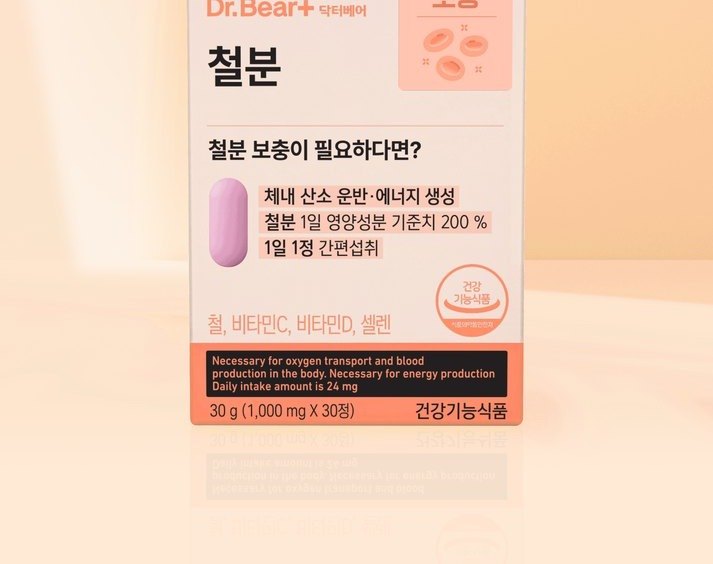 Dr.Bear+ 닥터베어
철분
철분 보충이 필요하다면?
체내 산소 운반·에너지 생성
철분 1일 영양성분 기준치 200 %
1일 1정 간편섭취
건강
기능식품
철, 비타민C, 비타민D, 셀렌
Necessary for oxygen transport and blood
production in the body. Necessary for energy production
Daily intake amount is 24 mg
30 g (1,000 mg X 30정)
건강기능식품